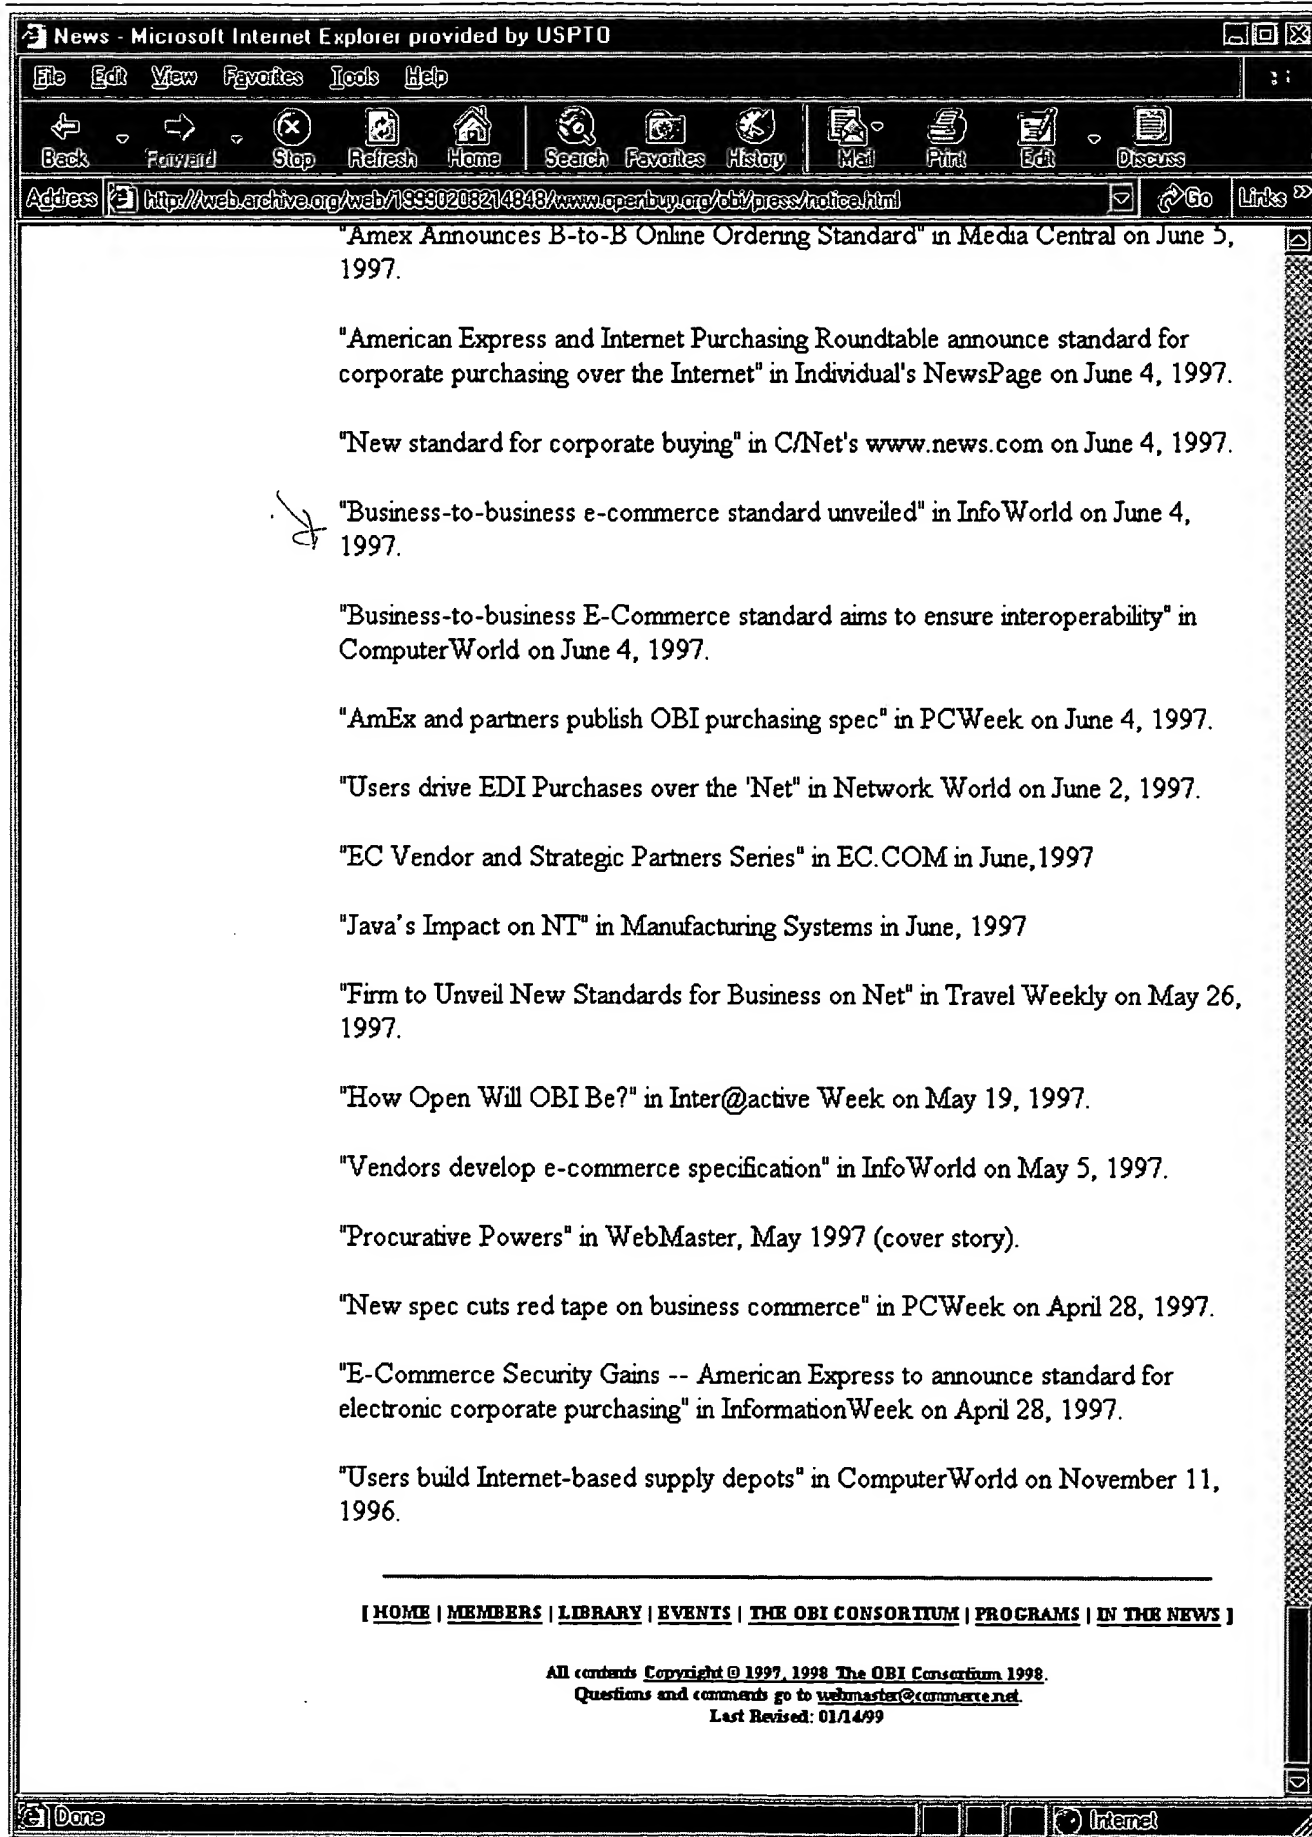 News - Microsoft Internet Explorer provided by USPTO
File Edit View Favorites Tools Help
Back Forward Stop Refresh Home Search Favorites History Mail Print Edit Discuss
Address http://web.archive.org/web/19990208214848/www.openbuy.org/obi/press/notice.html Go Links »
"Amex Announces B-to-B Online Ordering Standard" in Media Central on June 5,
1997.
"American Express and Internet Purchasing Roundtable announce standard for
corporate purchasing over the Internet" in Individual's NewsPage on June 4, 1997.
"New standard for corporate buying" in C/Net's www.news.com on June 4, 1997.
"Business-to-business e-commerce standard unveiled" in InfoWorld on June 4,
1997.
"Business-to-business E-Commerce standard aims to ensure interoperability" in
ComputerWorld on June 4, 1997.
"AmEx and partners publish OBI purchasing spec" in PCWeek on June 4, 1997.
"Users drive EDI Purchases over the 'Net" in Network World on June 2, 1997.
"EC Vendor and Strategic Partners Series" in EC.COM in June,1997
"Java's Impact on NT" in Manufacturing Systems in June, 1997
"Firm to Unveil New Standards for Business on Net" in Travel Weekly on May 26,
1997.
"How Open Will OBI Be?" in Inter@active Week on May 19, 1997.
"Vendors develop e-commerce specification" in InfoWorld on May 5, 1997.
"Procurative Powers" in WebMaster, May 1997 (cover story).
"New spec cuts red tape on business commerce" in PCWeek on April 28, 1997.
"E-Commerce Security Gains -- American Express to announce standard for
electronic corporate purchasing" in InformationWeek on April 28, 1997.
"Users build Internet-based supply depots" in ComputerWorld on November 11,
1996.
[ HOME | MEMBERS | LIBRARY | EVENTS | THE OBI CONSORTIUM | PROGRAMS | IN THE NEWS ]
All contents Copyright © 1997, 1998 The OBI Consortium 1998.
Questions and comments go to webmaster@commerce.net.
Last Revised: 01/14/99
Done Internet